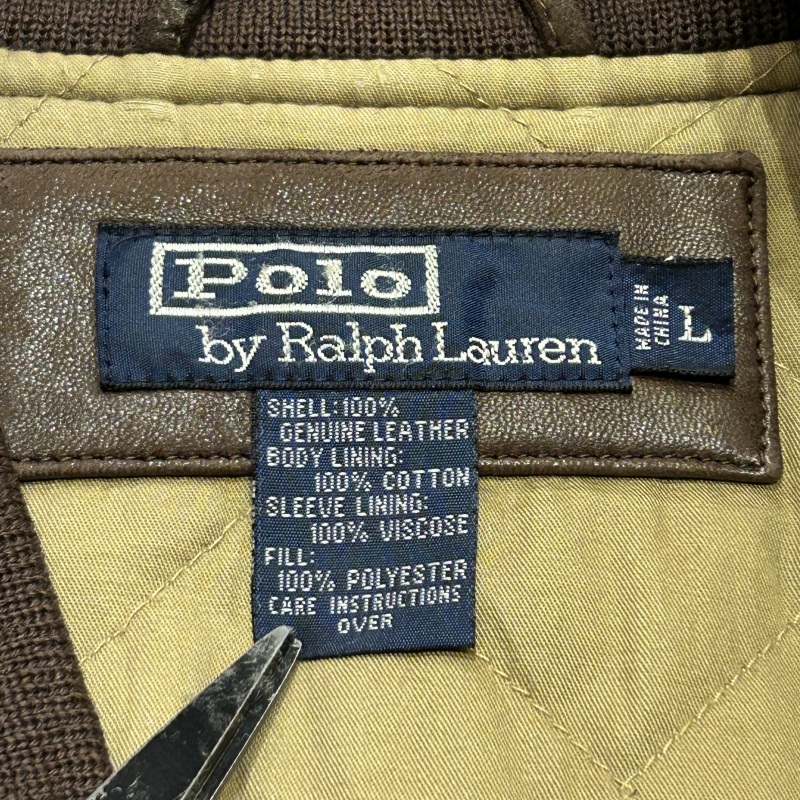 Polo
by Ralph Lauren
MADE IN
CHINA
L
SHELL:100%
GENUINE LEATHER
BODY LINING:
100% COTTON
SLEEVE LINING:
100% VISCOSE
FILL:
100% POLYESTER
CARE INSTRUCTIONS
OVER